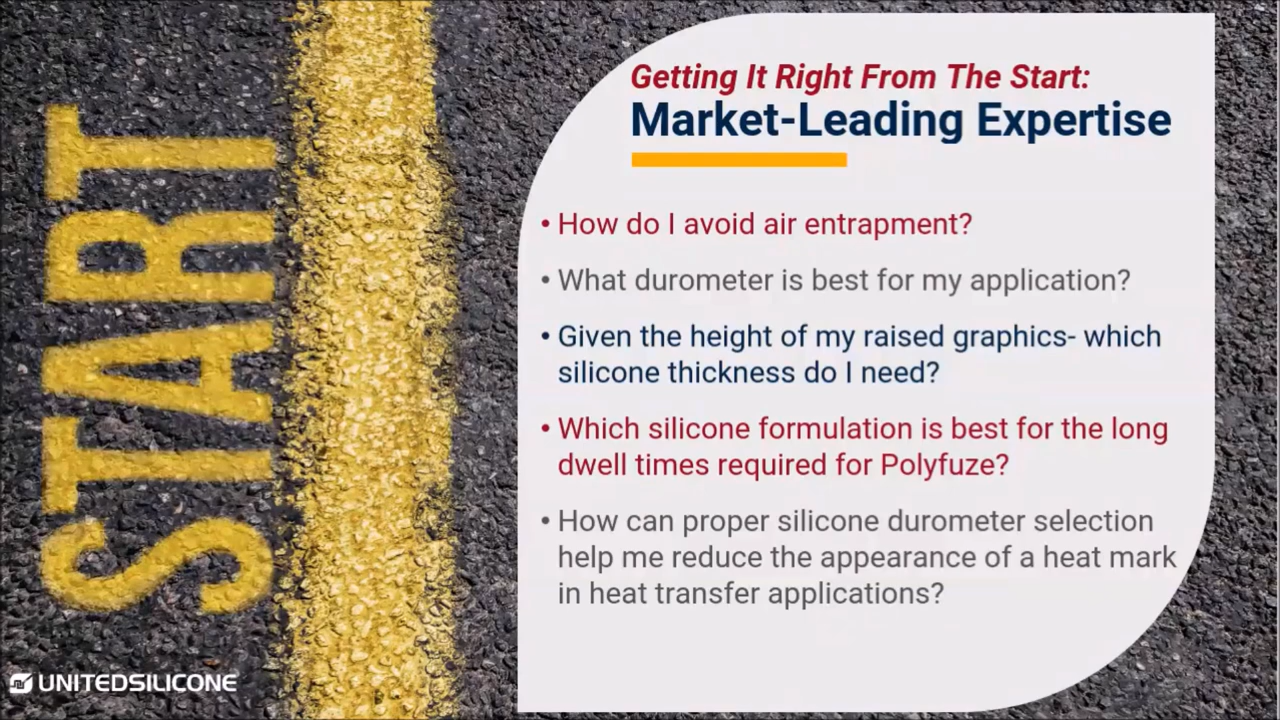 START
Getting It Right From The Start:
Market-Leading Expertise
• How do I avoid air entrapment?
• What durometer is best for my application?
• Given the height of my raised graphics- which
silicone thickness do I need?
• Which silicone formulation is best for the long
dwell times required for Polyfuze?
• How can proper silicone durometer selection
help me reduce the appearance of a heat mark
in heat transfer applications?
UNITEDSILICONE